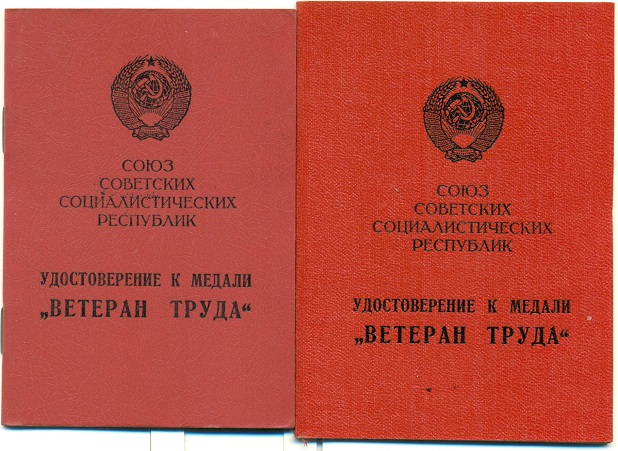 СОЮЗ
СОВЕТСКИХ
СОЦИАЛИСТИЧЕСКИХ
РЕСПУБЛИК
УДОСТОВЕРЕНИЕ К МЕДАЛИ
„ВЕТЕРАН ТРУДА“
СОЮЗ
СОВЕТСКИХ
СОЦИАЛИСТИЧЕСКИХ
РЕСПУБЛИК
УДОСТОВЕРЕНИЕ К МЕДАЛИ
„ВЕТЕРАН ТРУДА“